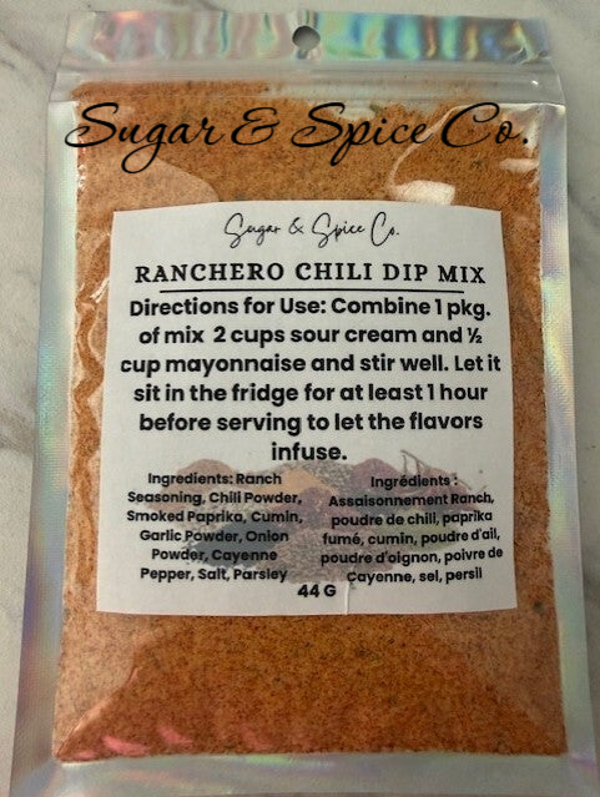 Sugar & Spice Co.
Sugar & Spice Co.
RANCHERO CHILI DIP MIX
Directions for Use: Combine 1 pkg.
of mix 2 cups sour cream and ½
cup mayonnaise and stir well. Let it
sit in the fridge for at least 1 hour
before serving to let the flavors
infuse.
Ingredients: Ranch
Seasoning, Chili Powder,
Smoked Paprika, Cumin,
Garlic Powder, Onion
Powder, Cayenne
Pepper, Salt, Parsley
Ingrédients :
Assaisonnement Ranch,
poudre de chili, paprika
fumé, cumin, poudre d'ail,
poudre d'oignon, poivre de
Cayenne, sel, persil
44 G